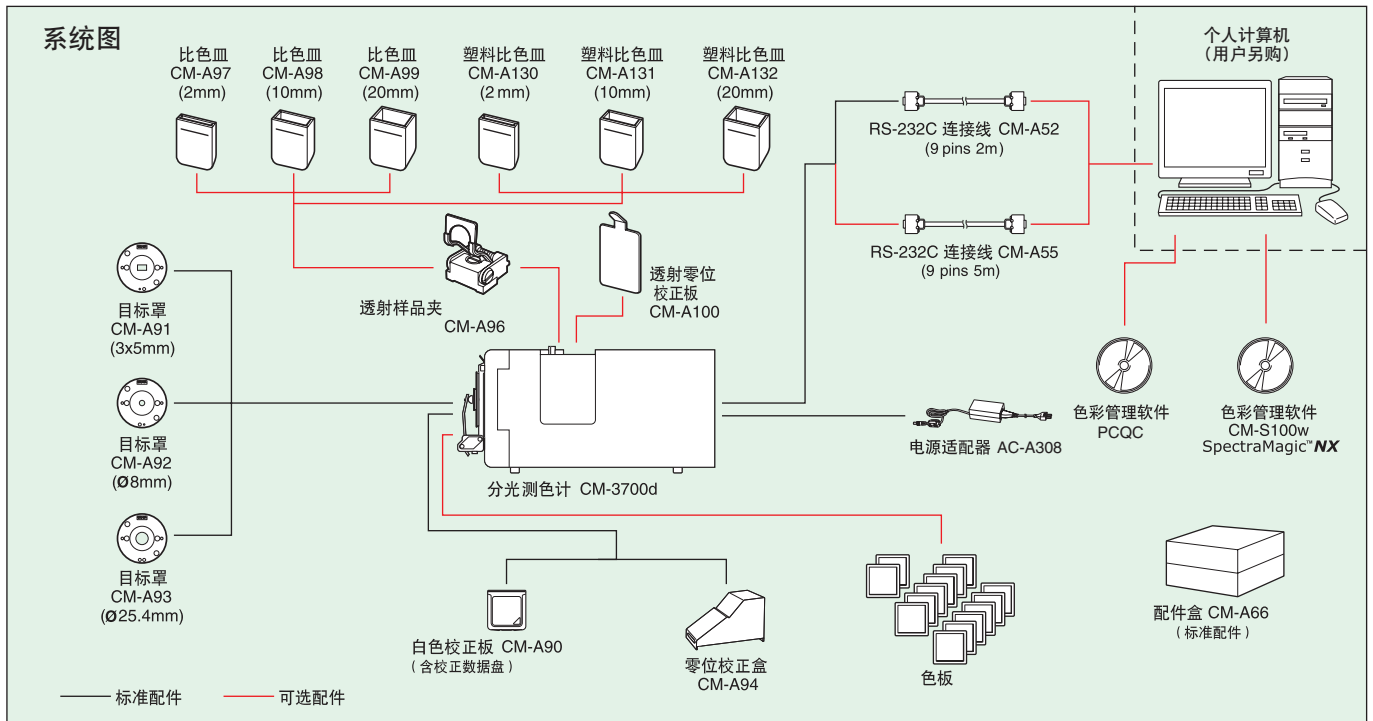 系统图
比色皿
CM-A97
(2mm)
比色皿
CM-A98
(10mm)
比色皿
CM-A99
(20mm)
塑料比色皿
CM-A130
(2 mm)
塑料比色皿
CM-A131
(10mm)
塑料比色皿
CM-A132
(20mm)
个人计算机
(用户另购)
RS-232C 连接线 CM-A52
(9 pins 2m)
RS-232C 连接线 CM-A55
(9 pins 5m)
目标罩
CM-A91
(3x5mm)
透射样品夹
CM-A96
透射零位
校正板
CM-A100
目标罩
CM-A92
(Ø8mm)
分光测色计 CM-3700d
电源适配器 AC-A308
色彩管理软件
PCQC
色彩管理软件
CM-S100w
SpectraMagic™NX
目标罩
CM-A93
(Ø25.4mm)
白色校正板 CM-A90
(含校正数据盘)
零位校正盒
CM-A94
色板
配件盒 CM-A66
(标准配件)
标准配件
可选配件